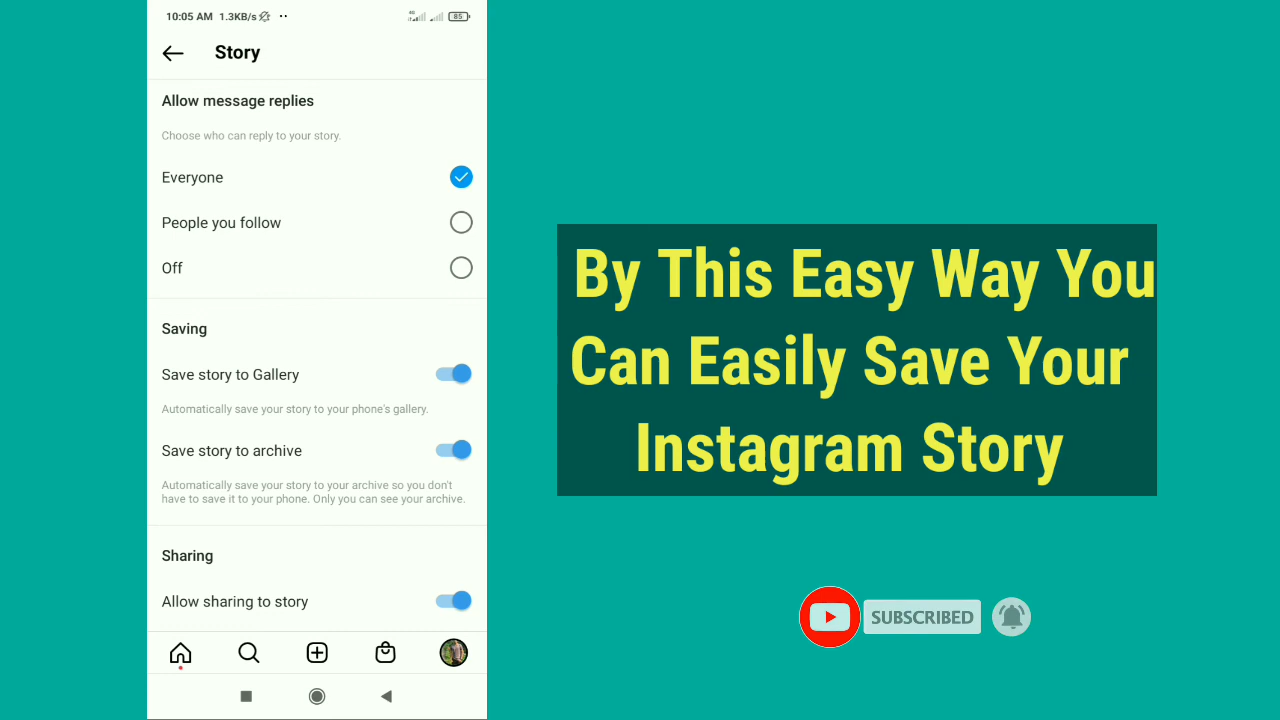 10:05 AM 1.3KB/s
4G
85
Story
Allow message replies
Choose who can reply to your story.
Everyone
People you follow
Off
Saving
Save story to Gallery
Automatically save your story to your phone's gallery.
Save story to archive
Automatically save your story to your archive so you don't
have to save it to your phone. Only you can see your archive.
Sharing
Allow sharing to story
By This Easy Way You
Can Easily Save Your
Instagram Story
SUBSCRIBED